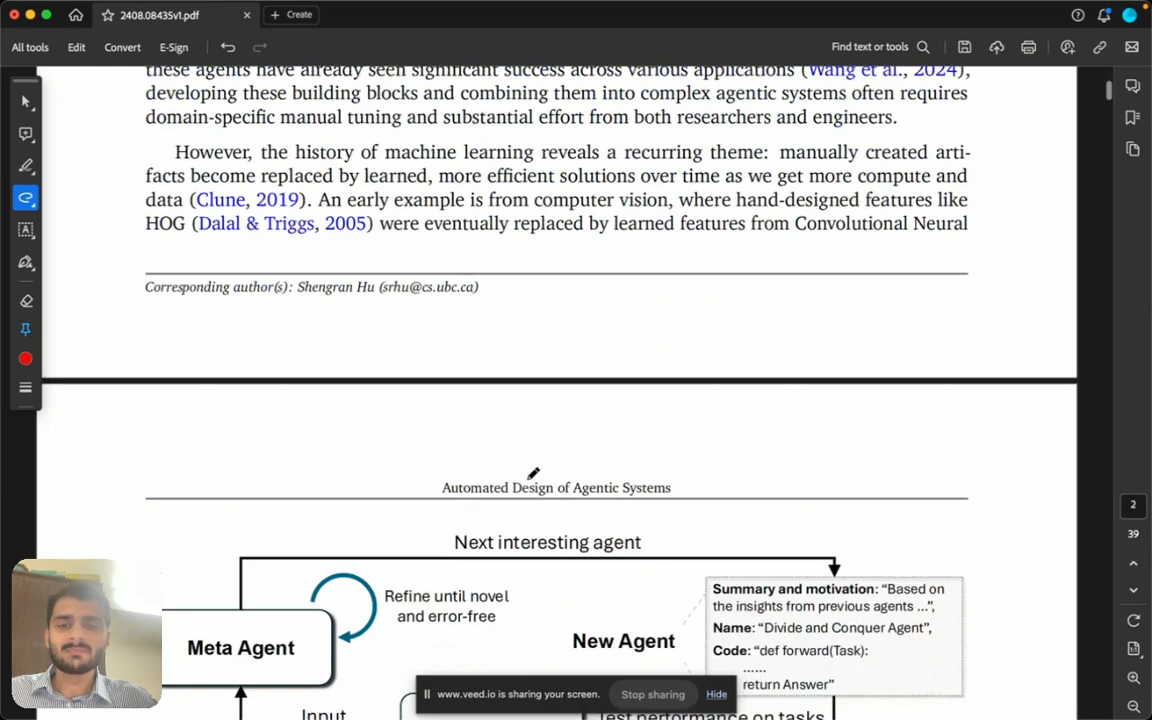 2408.08435v1.pdf
Create
All tools
Edit
Convert
E-Sign
Find text or tools
these agents have already seen significant success across various applications (Wang et al., 2024),
developing these building blocks and combining them into complex agentic systems often requires
domain-specific manual tuning and substantial effort from both researchers and engineers.
However, the history of machine learning reveals a recurring theme: manually created arti-
facts become replaced by learned, more efficient solutions over time as we get more compute and
data (Clune, 2019). An early example is from computer vision, where hand-designed features like
HOG (Dalal & Triggs, 2005) were eventually replaced by learned features from Convolutional Neural
Corresponding author(s): Shengran Hu (srhu@cs.ubc.ca)
2
39
Automated Design of Agentic Systems
Next interesting agent
Refine until novel
and error-free
Meta Agent
New Agent
Summary and motivation: “Based on
the insights from previous agents ...”,
Name: “Divide and Conquer Agent”,
Code: “def forward(Task):
......
return Answer”
Input
Test performance on tasks
www.veed.io is sharing your screen.
Stop sharing
Hide